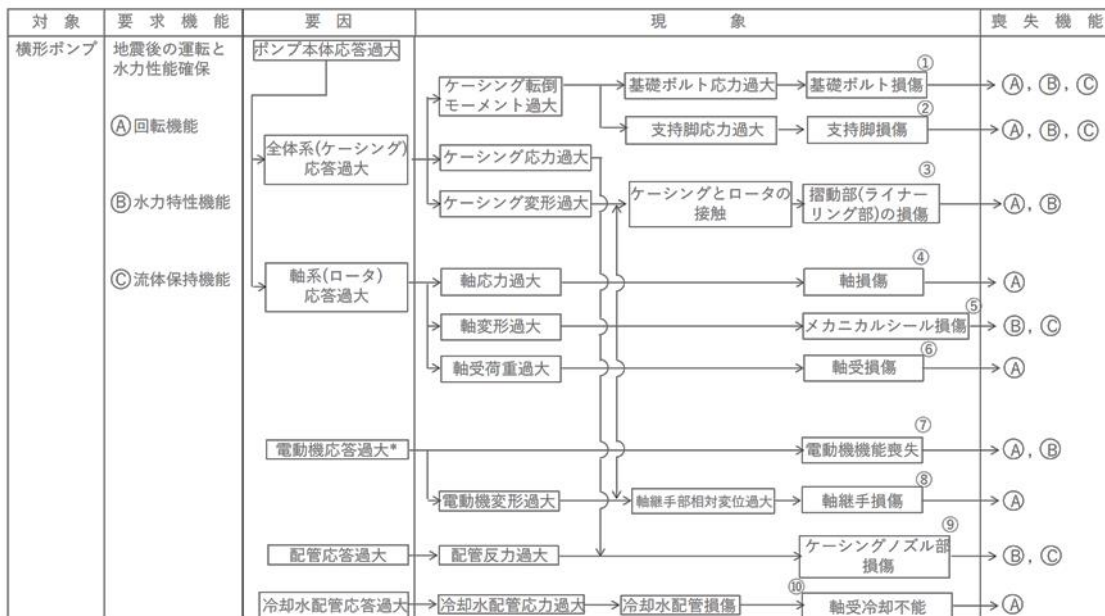 対象 要求機能 要因 現象 喪失機能
横形ポンプ
地震後の運転と
水力性能確保
Ⓐ回転機能
Ⓑ水力特性機能
Ⓒ流体保持機能
ポンプ本体応答過大
全体系(ケーシング)
応答過大
ケーシング転倒
モーメント過大
基礎ボルト応力過大
①
基礎ボルト損傷
Ⓐ, Ⓑ, Ⓒ
支持脚応力過大
②
支持脚損傷
Ⓐ, Ⓑ, Ⓒ
ケーシング応力過大
ケーシング変形過大
ケーシングとロータの
接触
③
摺動部(ライナー
リング部)の損傷
Ⓐ, Ⓑ
軸系(ロータ)
応答過大
軸応力過大
④
軸損傷
Ⓐ
軸変形過大
⑤
メカニカルシール損傷
Ⓑ, Ⓒ
軸受荷重過大
⑥
軸受損傷
Ⓐ
電動機応答過大*
⑦
電動機機能喪失
Ⓐ, Ⓑ
電動機変形過大
軸継手部相対変位過大
⑧
軸継手損傷
Ⓐ
配管応答過大
配管反力過大
⑨
ケーシングノズル部
損傷
Ⓑ, Ⓒ
冷却水配管応答過大
冷却水配管応力過大
冷却水配管損傷
⑩
軸受冷却不能
Ⓐ